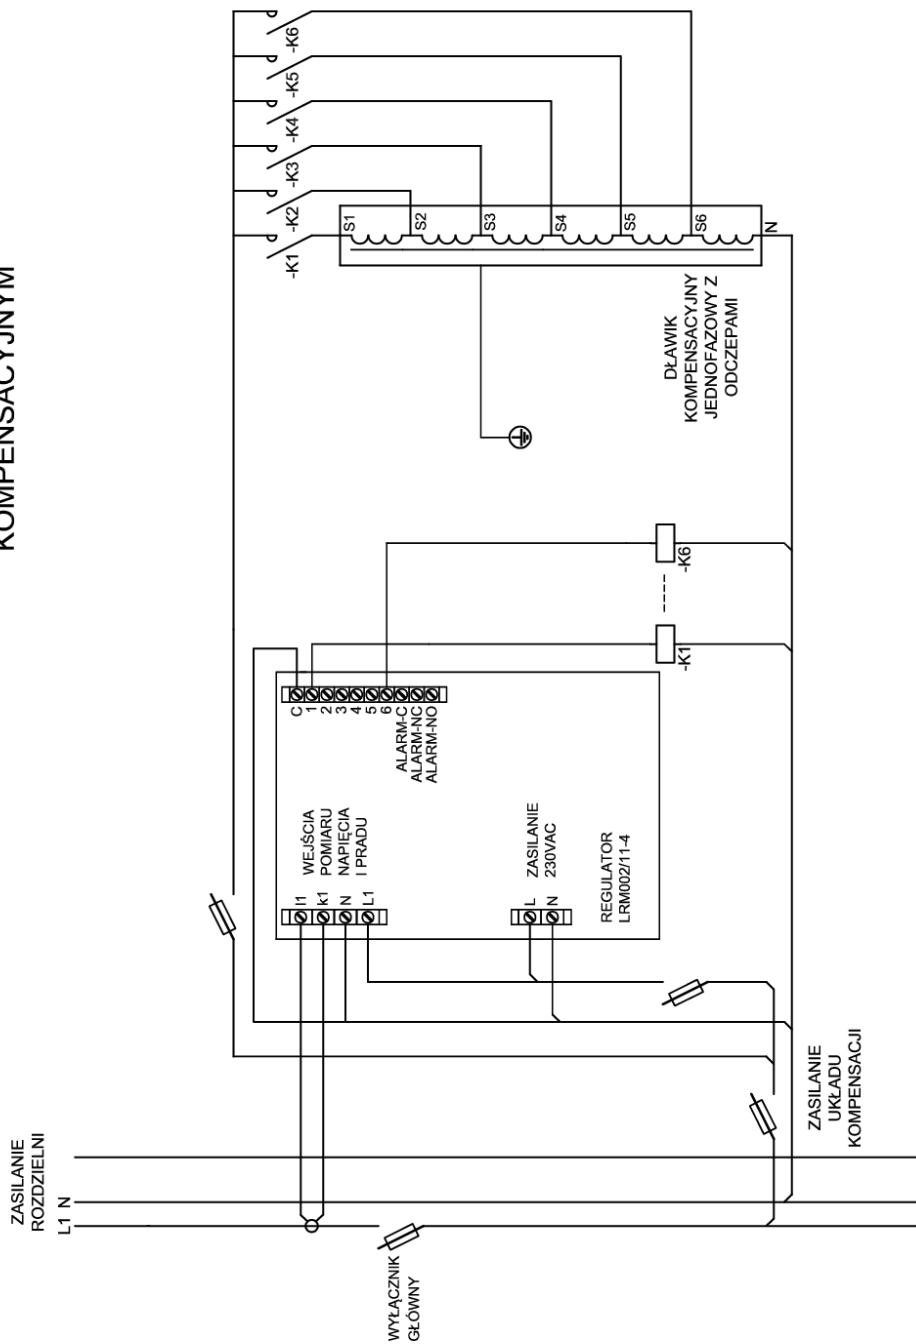 KOMPENSACYJNYM
ZASILANIE
ROZDZIELNI
L1 N
WYŁĄCZNIK
GŁÓWNY
ZASILANIE
UKŁADU
KOMPENSACJI
l1
k1
N
L1
WEJŚCIA
POMIARU
NAPIĘCIA
I PRADU
L
N
ZASILANIE
230VAC
REGULATOR
LRM002/11-4
C
1
2
3
4
5
6
ALARM-C
ALARM-NC
ALARM-NO
-K1
-K6
DŁAWIK
KOMPENSACYJNY
JEDNOFAZOWY Z
ODCZEPAMI
-K1
-K2
-K3
-K4
-K5
-K6
S1
S2
S3
S4
S5
S6
N